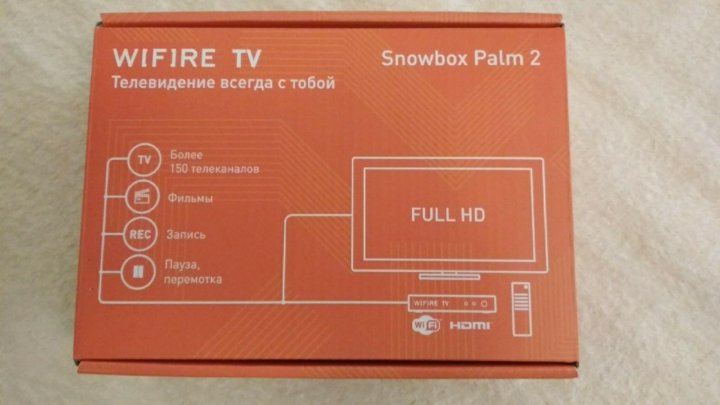 WIFIRE TV
Snowbox Palm 2
Телевидение всегда с тобой
TV
Более
150 телеканалов
Фильмы
REC
Запись
Пауза,
перемотка
FULL HD
WIFIRE TV
WiFi
HDMI